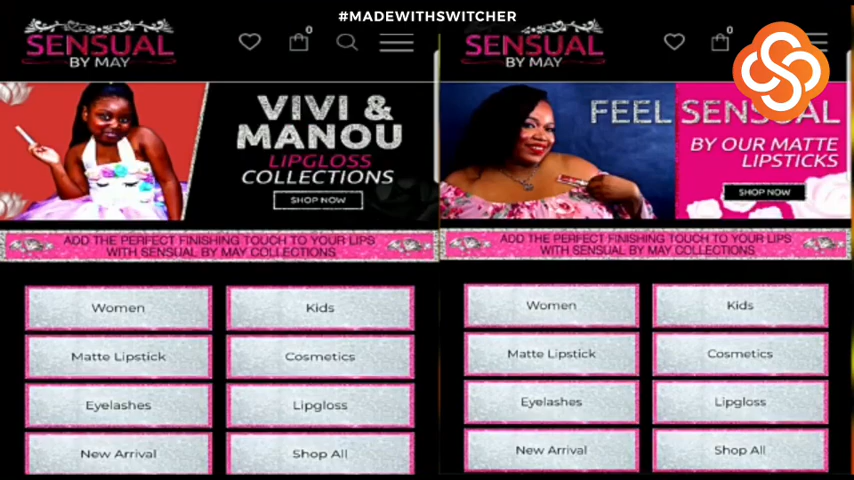 #MADEWITHSWITCHER
SENSUAL
BY MAY
0
VIVI &
MANOU
LIPGLOSS
COLLECTIONS
SHOP NOW
ADD THE PERFECT FINISHING TOUCH TO YOUR LIPS
WITH SENSUAL BY MAY COLLECTIONS
Women
Kids
Matte Lipstick
Cosmetics
Eyelashes
Lipgloss
New Arrival
Shop All
SENSUAL
BY MAY
0
FEEL SENSUAL
BY OUR MATTE
LIPSTICKS
SHOP NOW
ADD THE PERFECT FINISHING TOUCH TO YOUR LIPS
WITH SENSUAL BY MAY COLLECTIONS
Women
Kids
Matte Lipstick
Cosmetics
Eyelashes
Lipgloss
New Arrival
Shop All